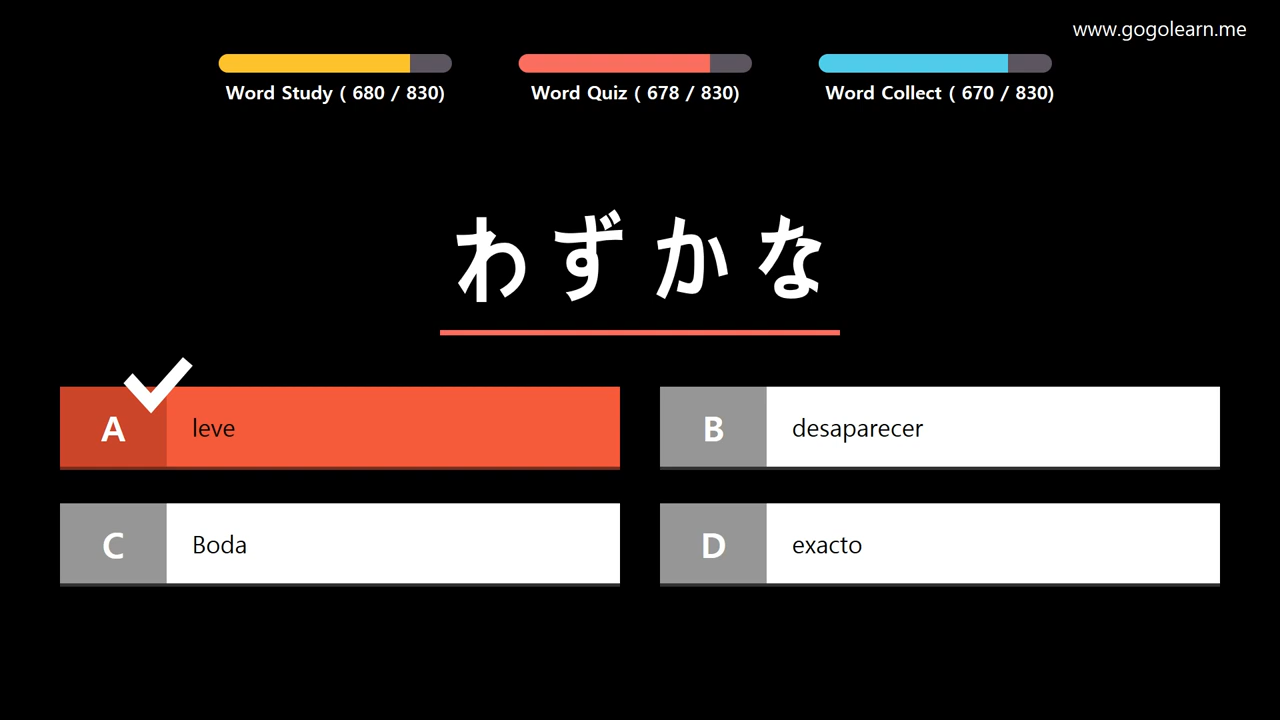 www.gogolearn.me
Word Study ( 680 / 830)
Word Quiz ( 678 / 830)
Word Collect ( 670 / 830)
わずかな
A leve
B desaparecer
C Boda
D exacto